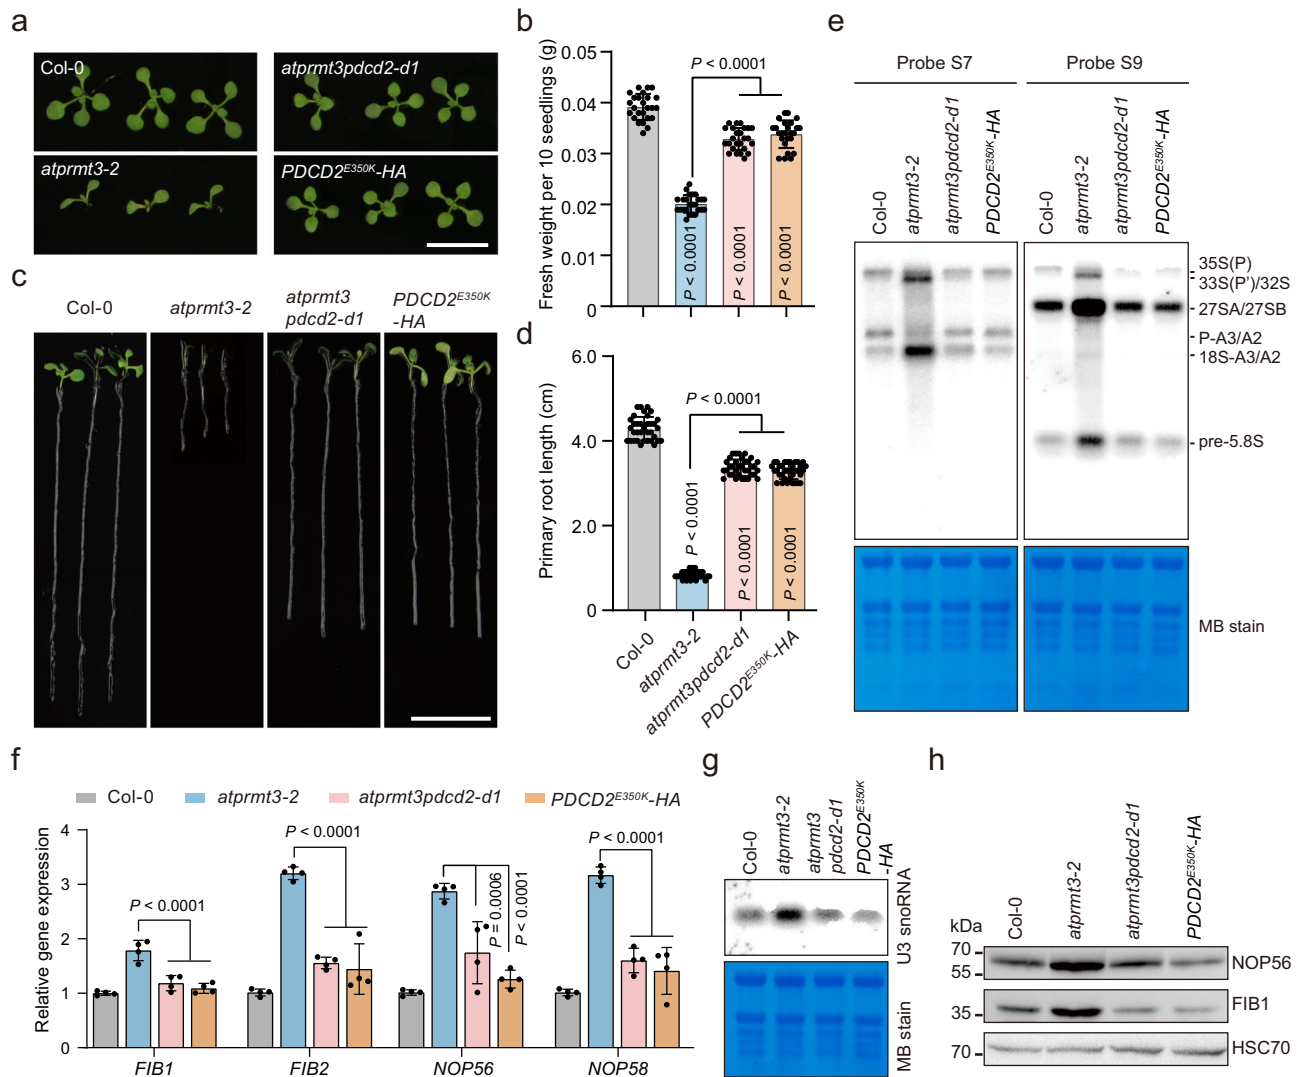 a
Col-0
atprmt3pdcd2-d1
atprmt3-2
PDCD2E350K-HA
b
Fresh weight per 10 seedlings (g)
0.05
0.04
0.03
0.02
0.01
0
P < 0.0001
P < 0.0001
P < 0.0001
P < 0.0001
c
Col-0
atprmt3-2
atprmt3
pdcd2-d1
PDCD2E350K
-HA
d
Primary root length (cm)
6.0
4.0
2.0
0
P < 0.0001
P < 0.0001
P < 0.0001
P < 0.0001
Col-0
atprmt3-2
atprmt3pdcd2-d1
PDCD2E350K-HA
e
Probe S7
Probe S9
Col-0
atprmt3-2
atprmt3pdcd2-d1
PDCD2E350K-HA
Col-0
atprmt3-2
atprmt3pdcd2-d1
PDCD2E350K-HA
35S(P)
33S(P')/32S
27SA/27SB
P-A3/A2
18S-A3/A2
pre-5.8S
MB stain
f
Col-0
atprmt3-2
atprmt3pdcd2-d1
PDCD2E350K-HA
Relative gene expression
4
3
2
1
0
P < 0.0001
P < 0.0001
P = 0.0006
P < 0.0001
P < 0.0001
FIB1
FIB2
NOP56
NOP58
g
Col-0
atprmt3-2
atprmt3
pdcd2-d1
PDCD2E350K
-HA
U3 snoRNA
MB stain
h
Col-0
atprmt3-2
atprmt3pdcd2-d1
PDCD2E350K-HA
kDa
70
55
NOP56
35
FIB1
70
HSC70